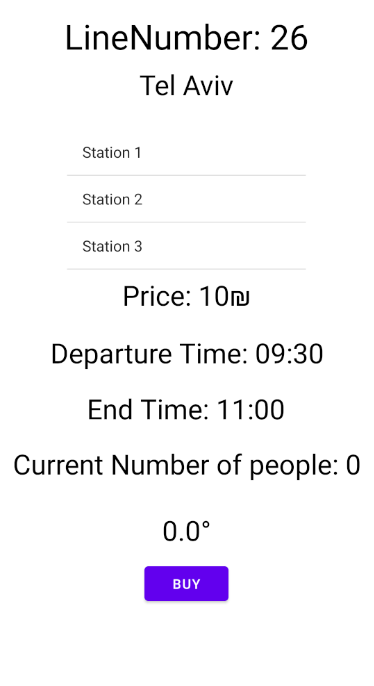 LineNumber: 26
Tel Aviv
Station 1
Station 2
Station 3
Price: 10₪
Departure Time: 09:30
End Time: 11:00
Current Number of people: 0
0.0°
BUY